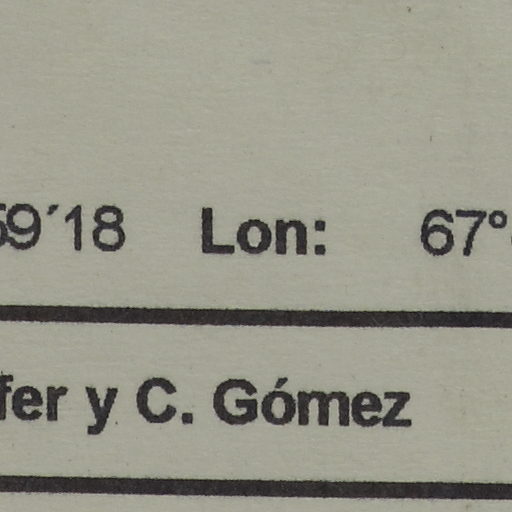 59´18 Lon: 67°
fer y C. Gómez